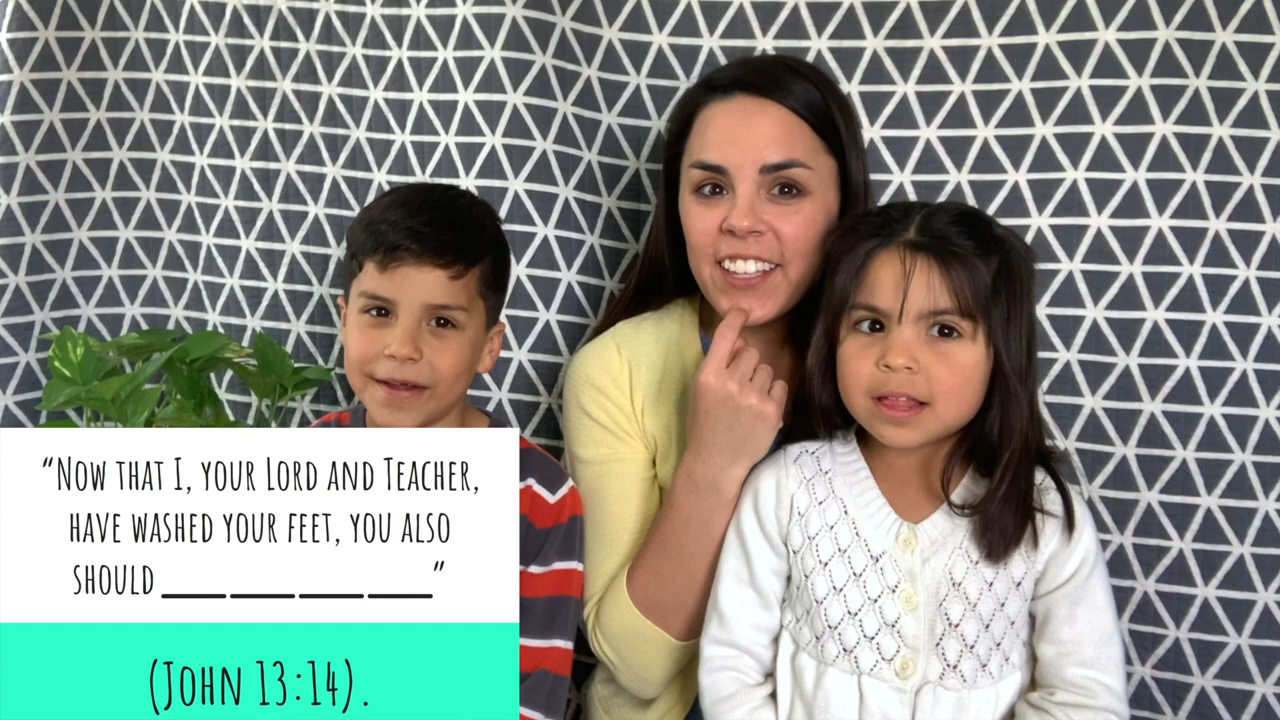 “Now that I, your Lord and Teacher,
have washed your feet, you also
should ____ ____ ____ ____”
(John 13:14).